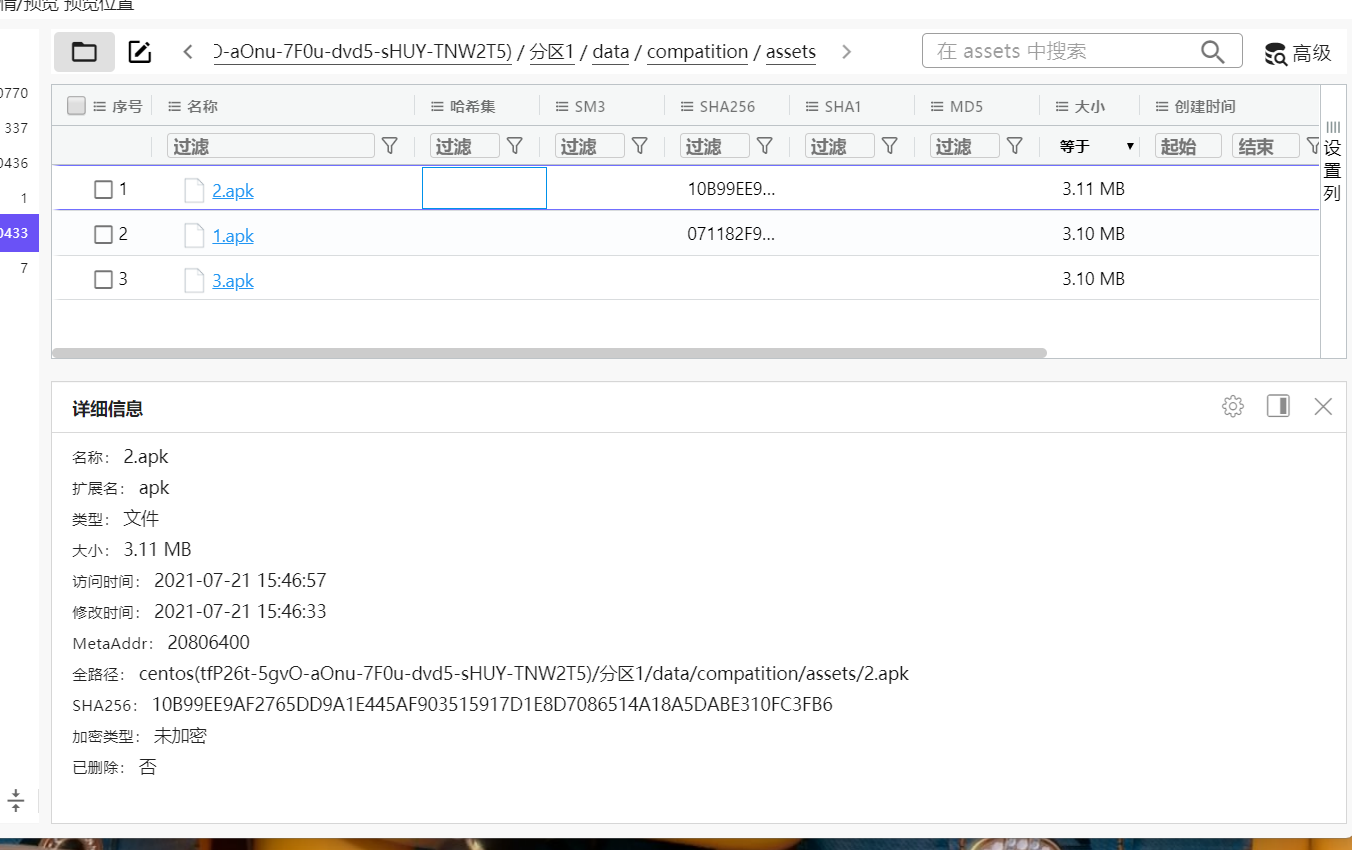 情/预览 预览位置
O-aOnu-7F0u-dvd5-sHUY-TNW2T5) / 分区1 / data / compatition / assets
在 assets 中搜索
高级
0770
337
0436
1
0433
7
序号 名称 哈希集 SM3 SHA256 SHA1 MD5 大小 创建时间
过滤 过滤 过滤 过滤 过滤 过滤 等于 起始 结束
设置列
1 2.apk 10B99EE9... 3.11 MB
2 1.apk 071182F9... 3.10 MB
3 3.apk 3.10 MB
详细信息
名称： 2.apk
扩展名： apk
类型： 文件
大小： 3.11 MB
访问时间： 2021-07-21 15:46:57
修改时间： 2021-07-21 15:46:33
MetaAddr： 20806400
全路径： centos(tfP26t-5gvO-aOnu-7F0u-dvd5-sHUY-TNW2T5)/分区1/data/compatition/assets/2.apk
SHA256： 10B99EE9AF2765DD9A1E445AF903515917D1E8D7086514A18A5DABE310FC3FB6
加密类型： 未加密
已删除： 否